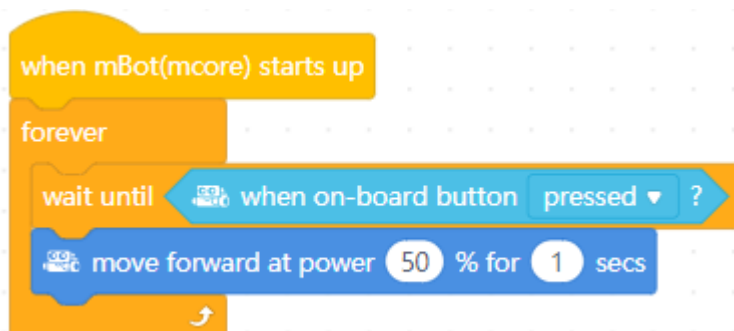 when mBot(mcore) starts up
forever
wait until when on-board button pressed ?
move forward at power 50 % for 1 secs